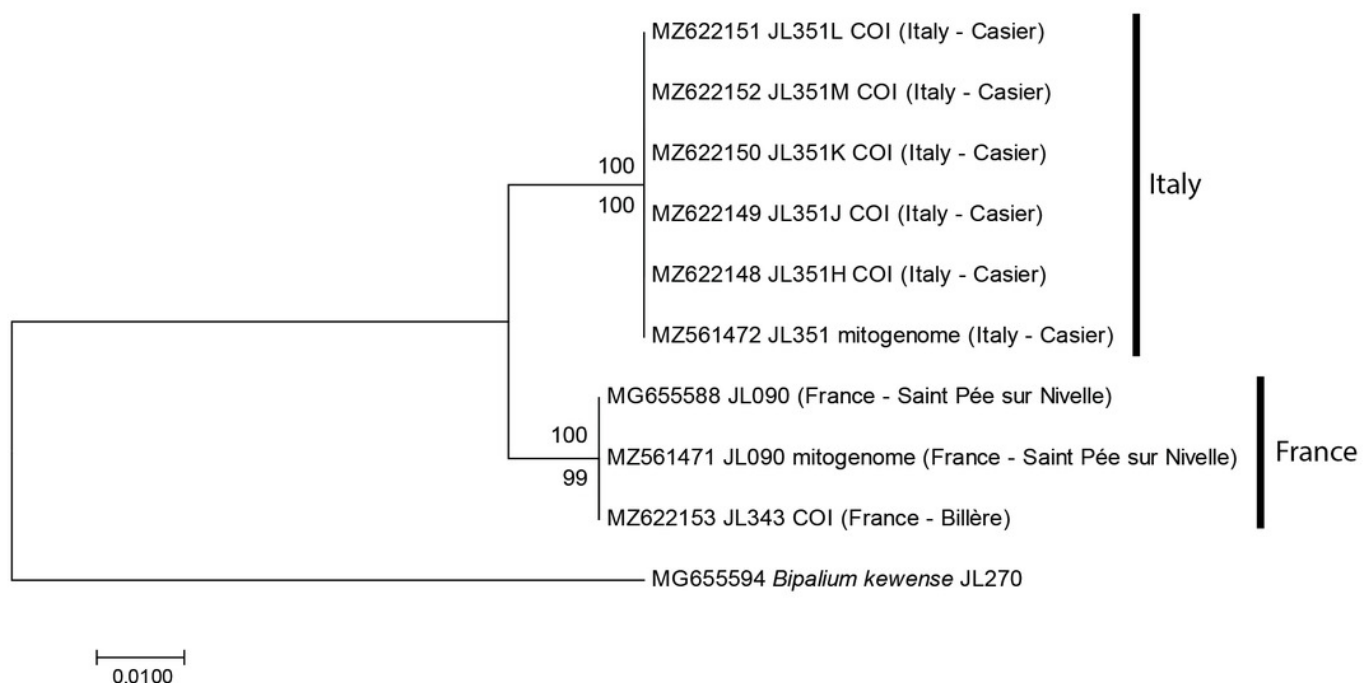 MZ622151 JL351L COI (Italy - Casier)
MZ622152 JL351M COI (Italy - Casier)
MZ622150 JL351K COI (Italy - Casier)
100
100
Italy
MZ622149 JL351J COI (Italy - Casier)
MZ622148 JL351H COI (Italy - Casier)
MZ561472 JL351 mitogenome (Italy - Casier)
MG655588 JL090 (France - Saint Pée sur Nivelle)
100
99
MZ561471 JL090 mitogenome (France - Saint Pée sur Nivelle)
France
MZ622153 JL343 COI (France - Billère)
MG655594 Bipalium kewense JL270
0.0100